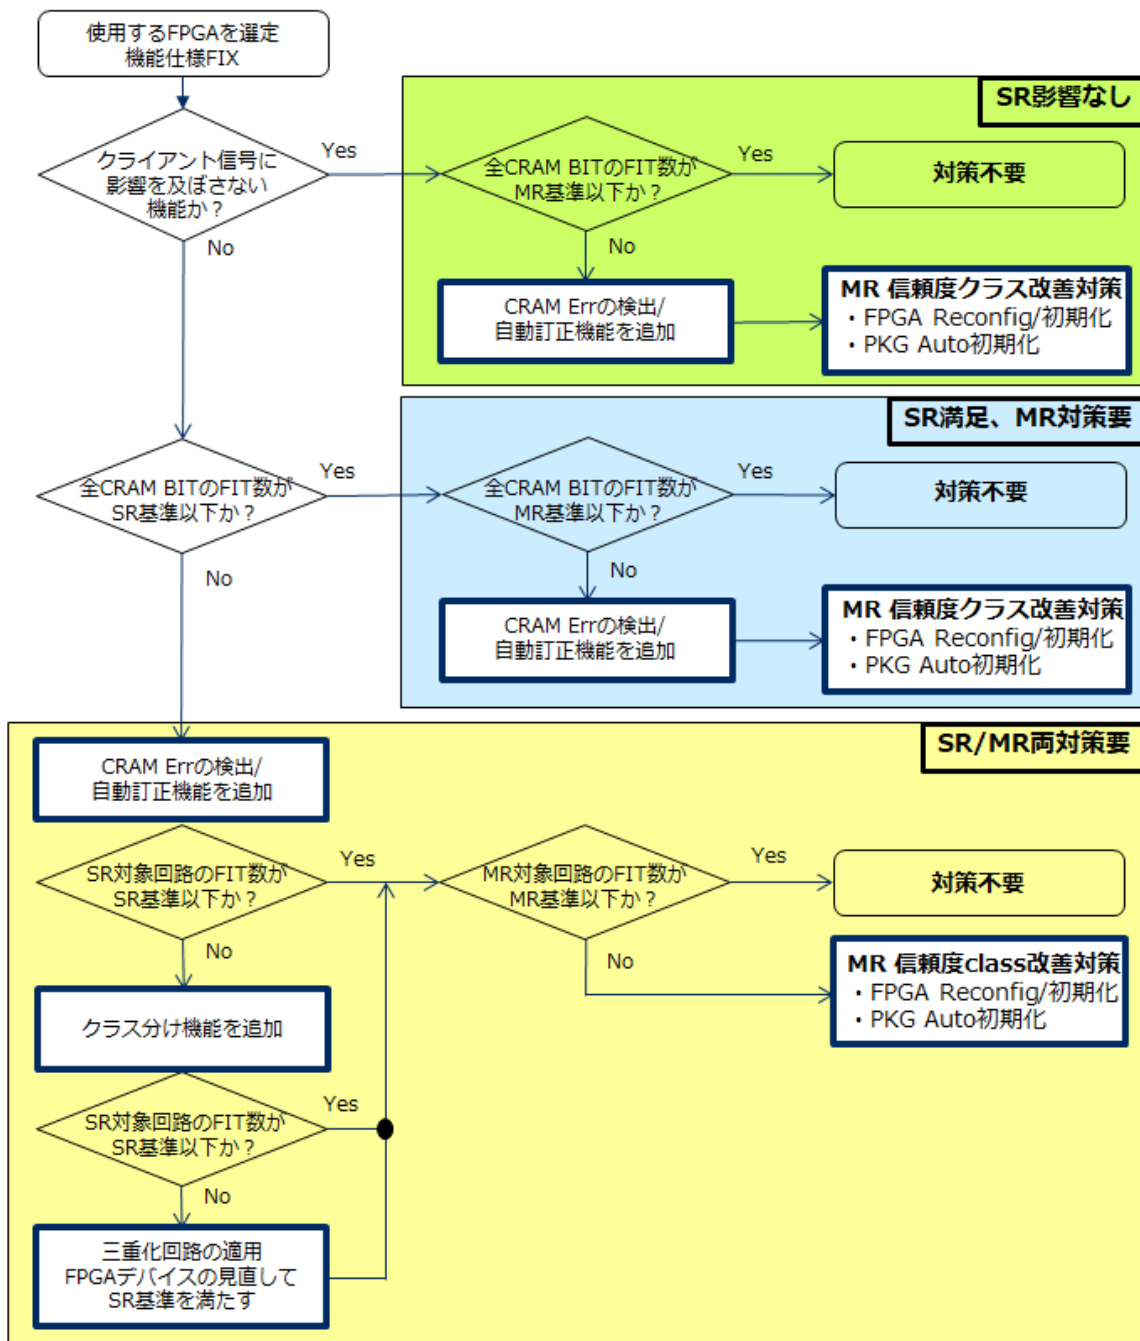 使用するFPGAを選定
機能仕様FIX
SR影響なし
クライアント信号に
影響を及ぼさない
機能か？
Yes
No
全CRAM BITのFIT数が
MR基準以下か？
Yes
No
対策不要
CRAM Errの検出/
自動訂正機能を追加
MR 信頼度クラス改善対策
・FPGA Reconfig/初期化
・PKG Auto初期化
SR満足、MR対策要
全CRAM BITのFIT数が
SR基準以下か？
Yes
No
全CRAM BITのFIT数が
MR基準以下か？
Yes
No
対策不要
CRAM Errの検出/
自動訂正機能を追加
MR 信頼度クラス改善対策
・FPGA Reconfig/初期化
・PKG Auto初期化
SR/MR両対策要
CRAM Errの検出/
自動訂正機能を追加
SR対象回路のFIT数が
SR基準以下か？
Yes
No
MR対象回路のFIT数が
MR基準以下か？
Yes
No
対策不要
MR 信頼度class改善対策
・FPGA Reconfig/初期化
・PKG Auto初期化
クラス分け機能を追加
SR対象回路のFIT数が
SR基準以下か？
Yes
No
三重化回路の適用
FPGAデバイスの見直して
SR基準を満たす